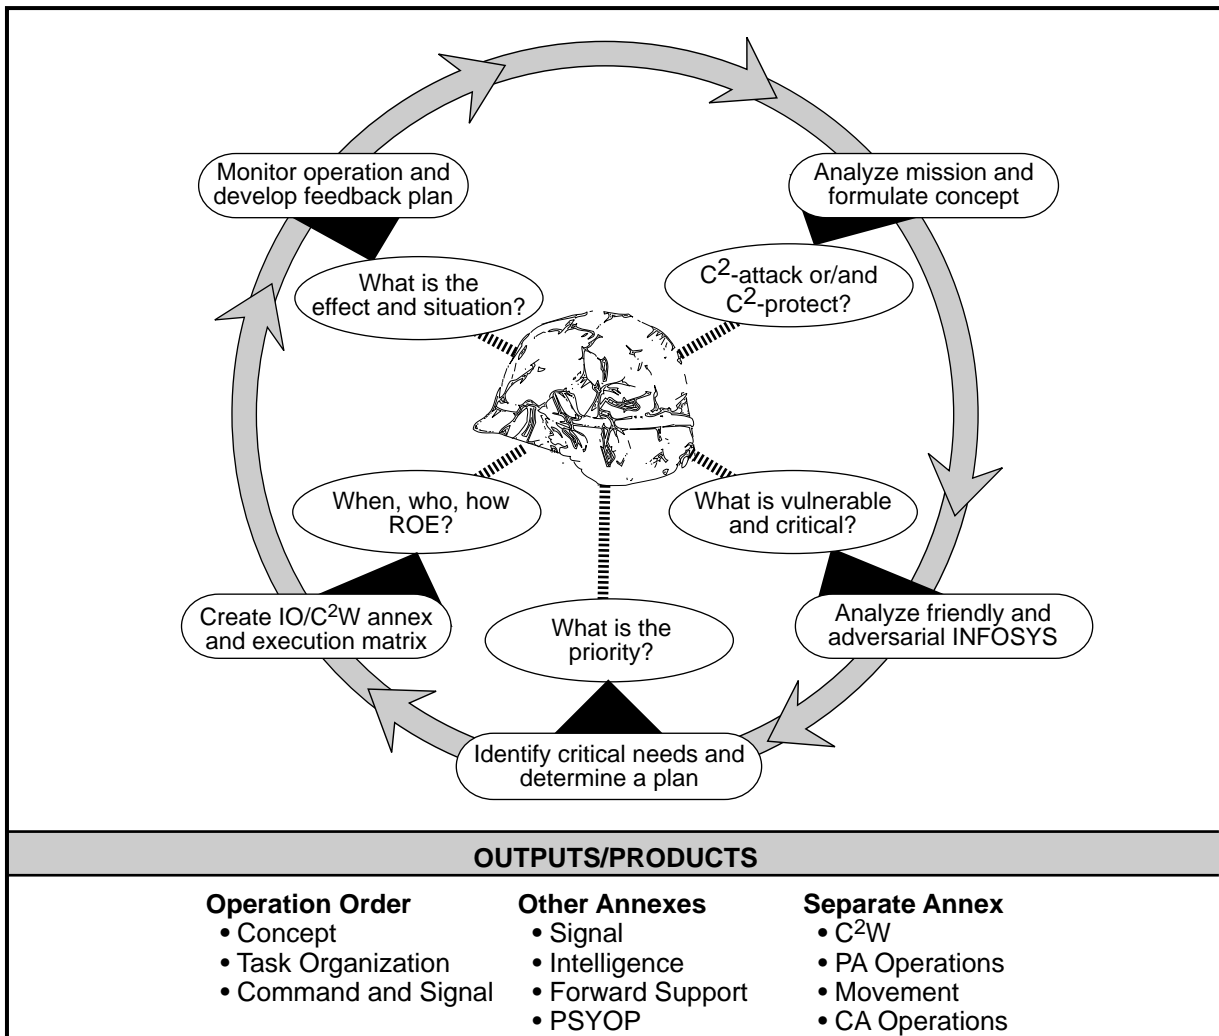 Monitor operation and
develop feedback plan
Analyze mission and
formulate concept
What is the
effect and situation?
C²-attack or/and
C²-protect?
When, who, how
ROE?
What is vulnerable
and critical?
Create IO/C²W annex
and execution matrix
What is the
priority?
Analyze friendly and
adversarial INFOSYS
Identify critical needs and
determine a plan
OUTPUTS/PRODUCTS
Operation Order
• Concept
• Task Organization
• Command and Signal
Other Annexes
• Signal
• Intelligence
• Forward Support
• PSYOP
Separate Annex
• C²W
• PA Operations
• Movement
• CA Operations